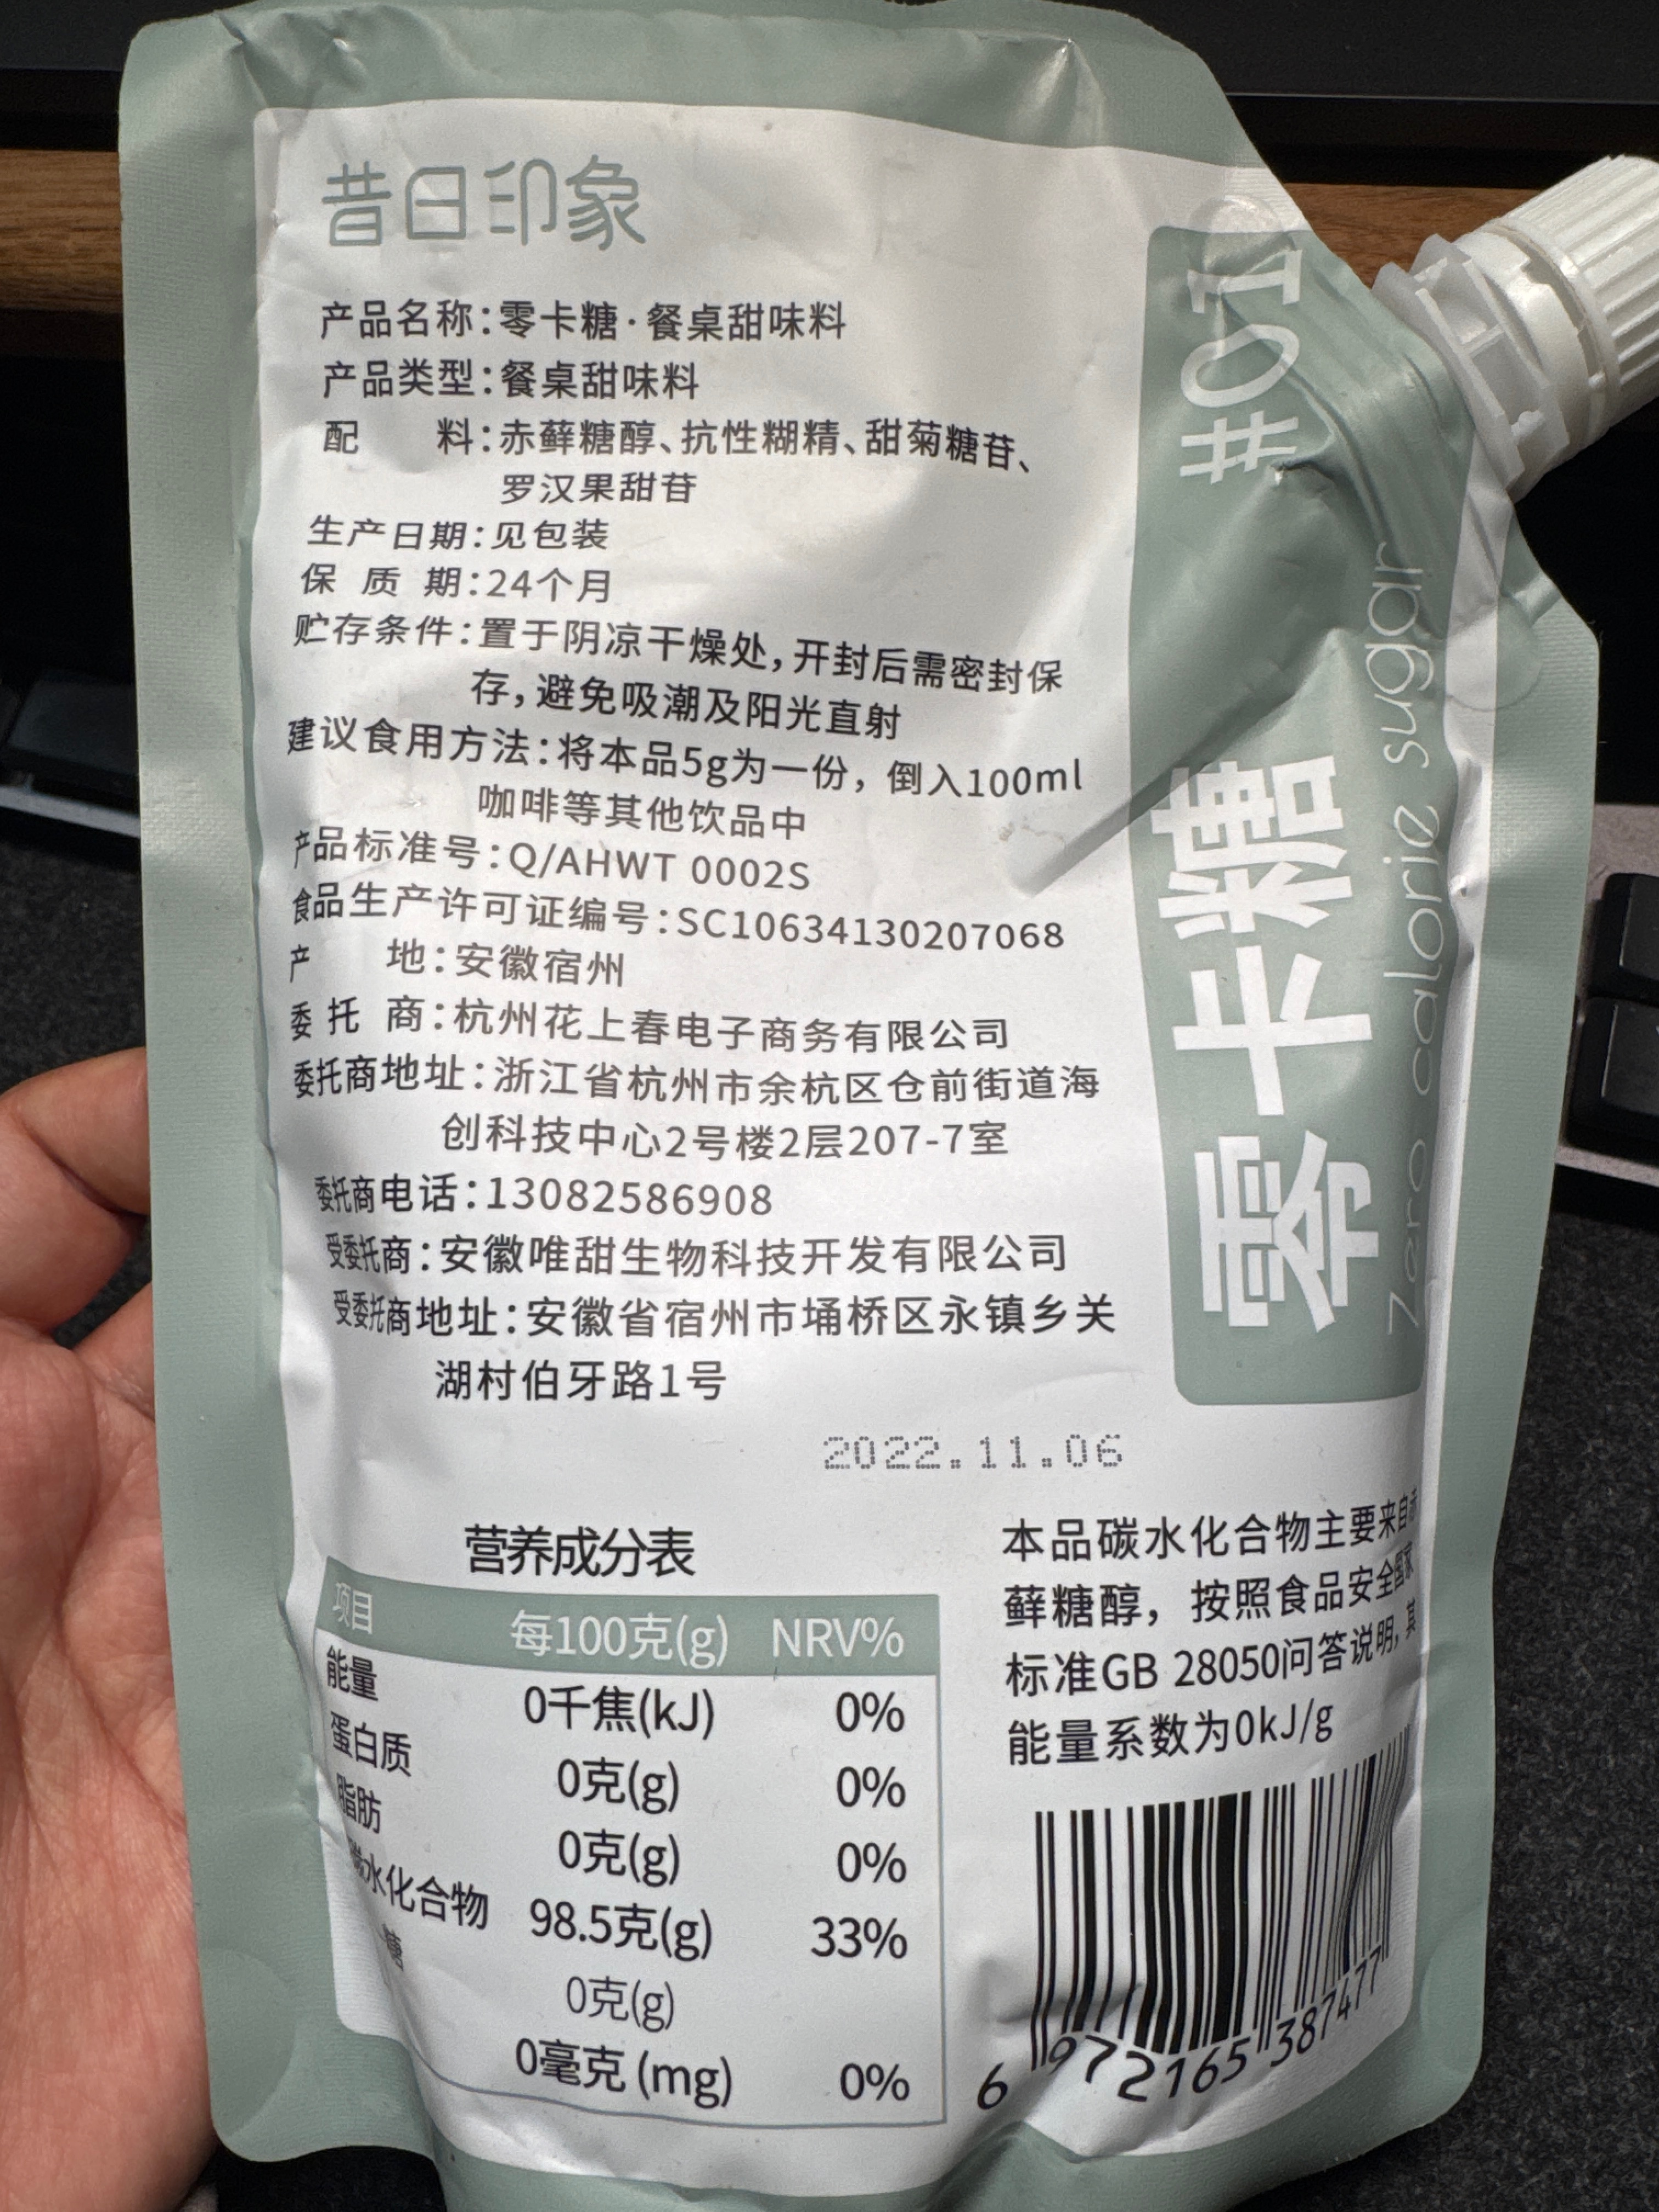 昔日印象
产品名称：零卡糖·餐桌甜味料
产品类型：餐桌甜味料
配 料：赤藓糖醇、抗性糊精、甜菊糖苷、
罗汉果甜苷
生产日期：见包装
保 质 期：24个月
贮存条件：置于阴凉干燥处，开封后需密封保
存，避免吸潮及阳光直射
建议食用方法：将本品5g为一份，倒入100ml
咖啡等其他饮品中
产品标准号：Q/AHWT 0002S
食品生产许可证编号：SC10634130207068
产 地：安徽宿州
委 托 商：杭州花上春电子商务有限公司
委托商地址：浙江省杭州市余杭区仓前街道海
创科技中心2号楼2层207-7室
委托商电话：13082586908
受委托商：安徽唯甜生物科技开发有限公司
受委托商地址：安徽省宿州市埇桥区永镇乡关
湖村伯牙路1号
2022.11.06
#01
零卡糖
Zero calorie sugar
营养成分表
项目 每100克(g) NRV%
能量 0千焦(kJ) 0%
蛋白质 0克(g) 0%
脂肪 0克(g) 0%
碳水化合物 98.5克(g) 33%
糖 0克(g)
0毫克 (mg) 0%
本品碳水化合物主要来自赤
藓糖醇，按照食品安全国家
标准GB 28050问答说明，其
能量系数为0kJ/g
6 972165 387477